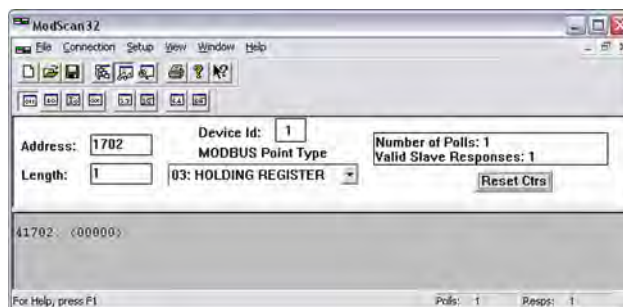 ModScan32
File Connection Setup View Window Help
Address: 1702
Device Id: 1
MODBUS Point Type
Length: 1
03: HOLDING REGISTER
Number of Polls: 1
Valid Slave Responses: 1
Reset Ctrs
41702: <00000>
For Help, press F1
Polls: 1
Resps: 1